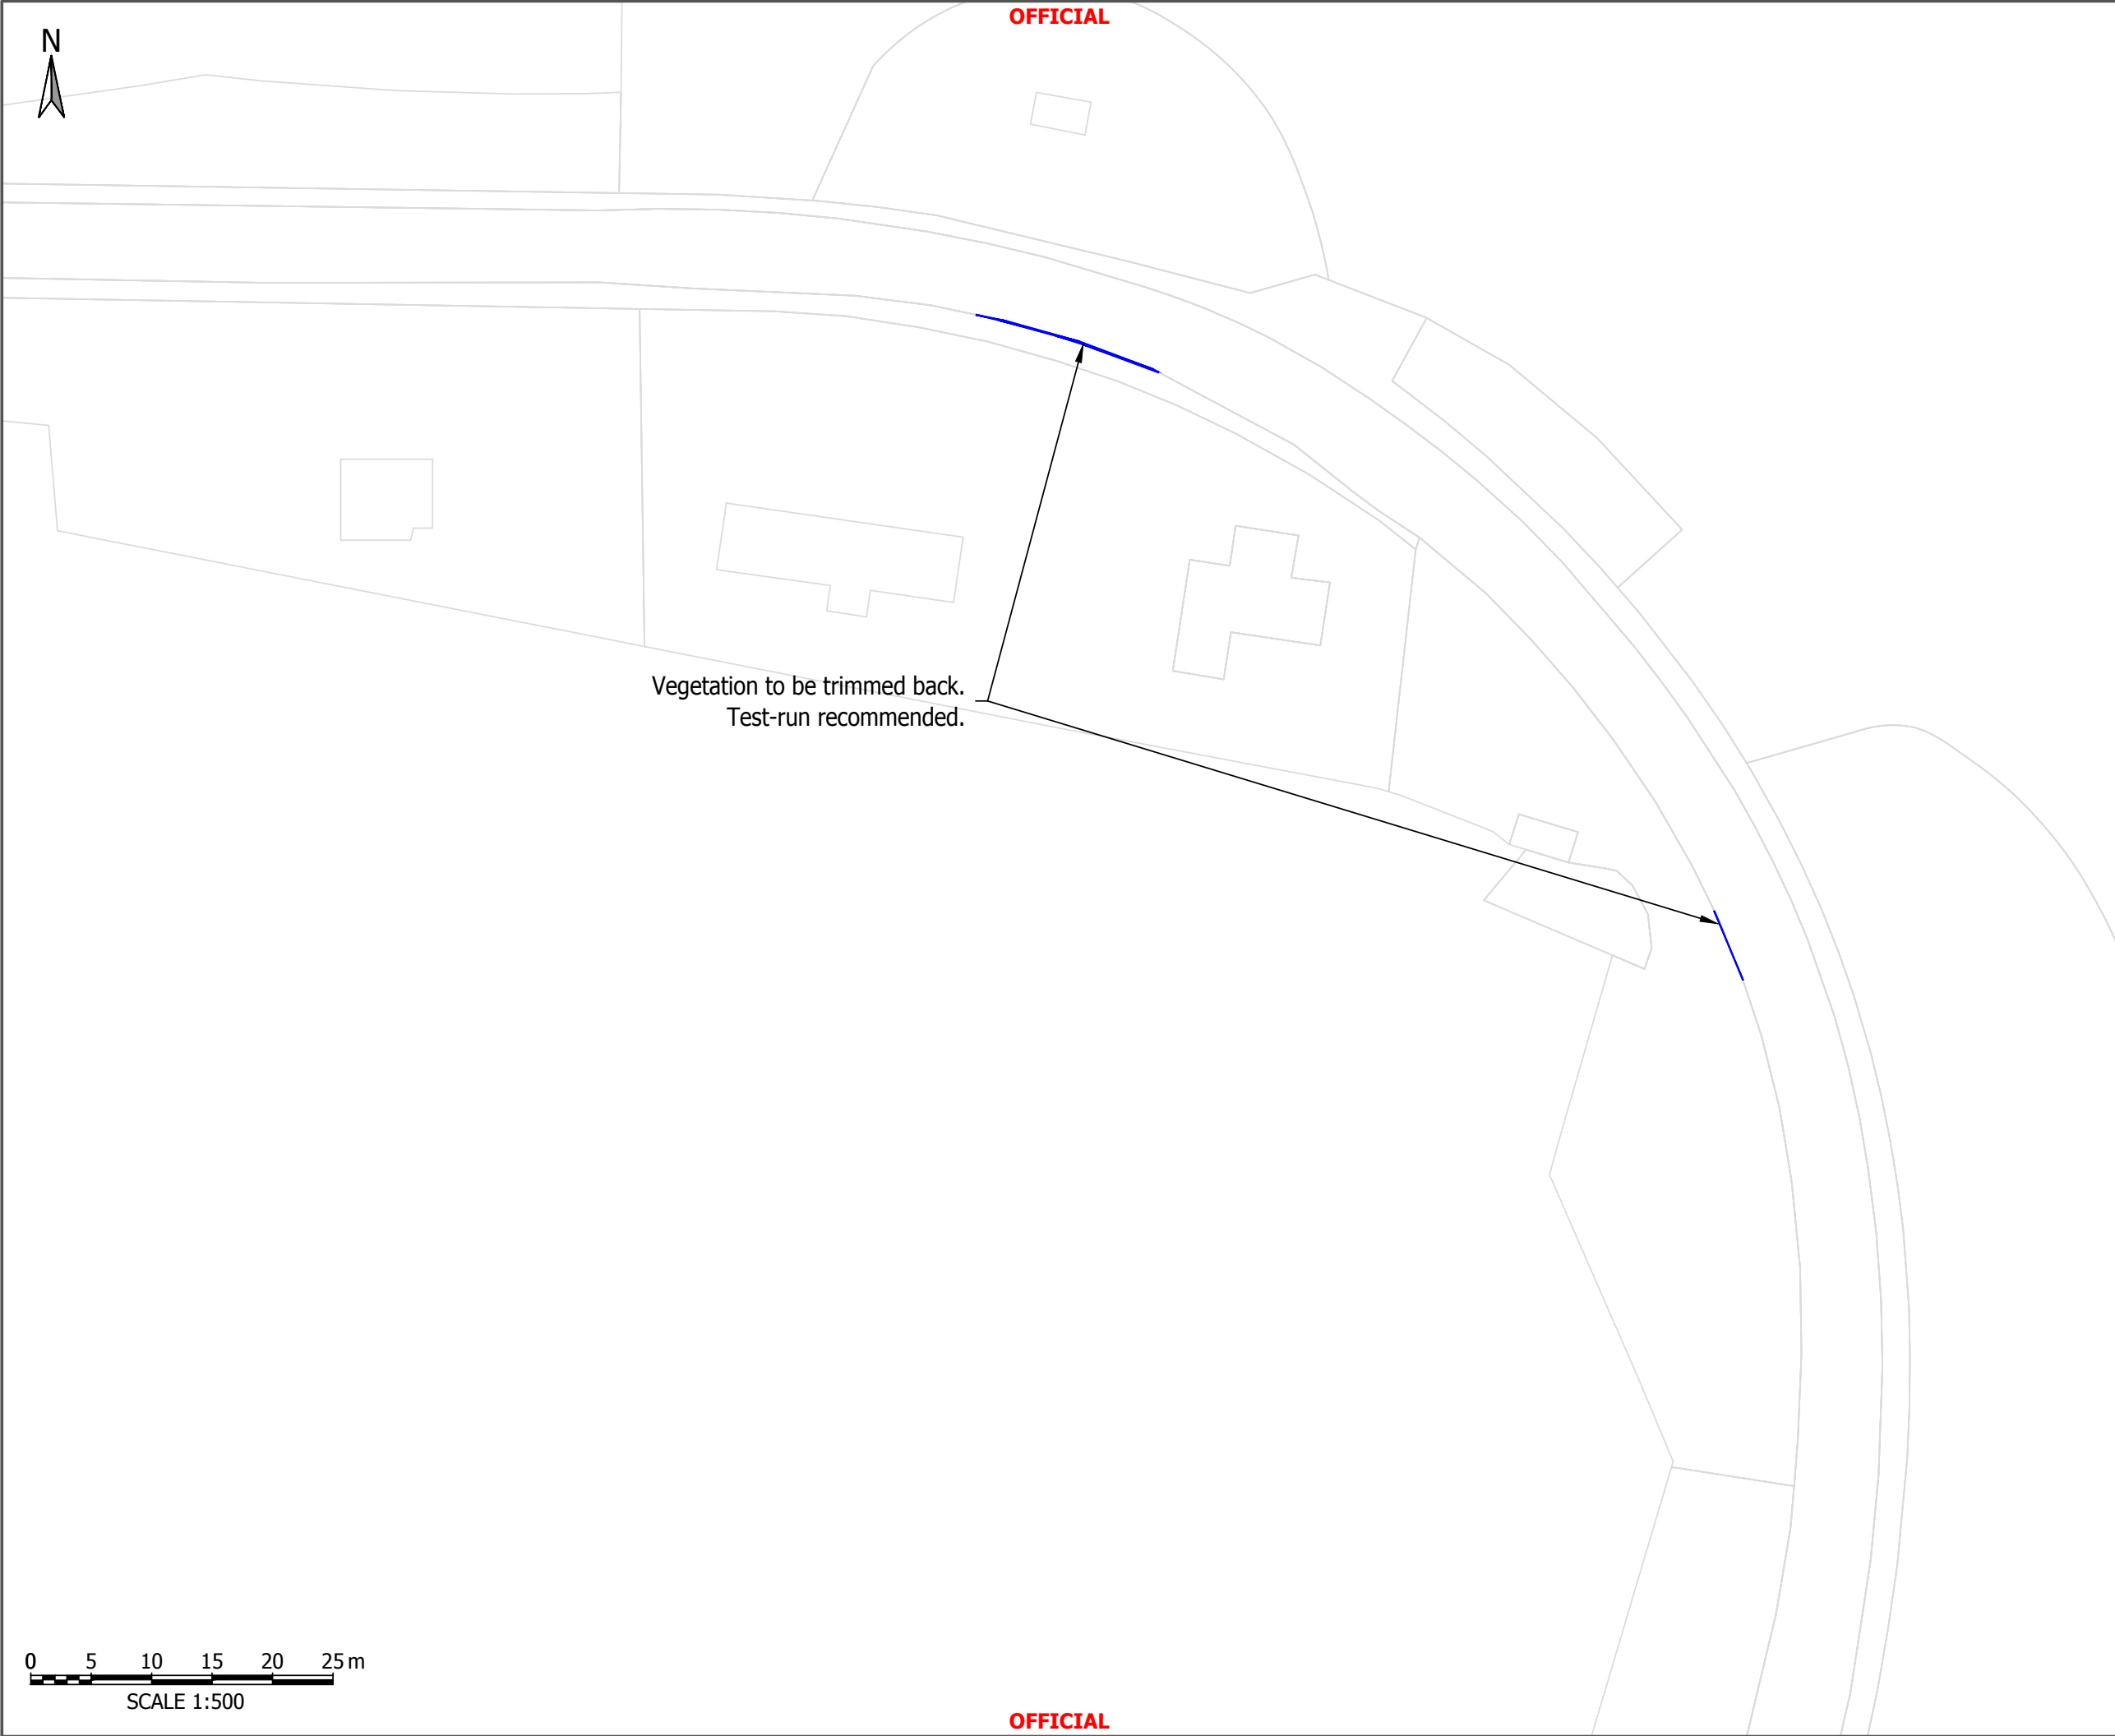 OFFICIAL
N
Vegetation to be trimmed back.
Test-run recommended.
0 5 10 15 20 25 m
SCALE 1:500
OFFICIAL